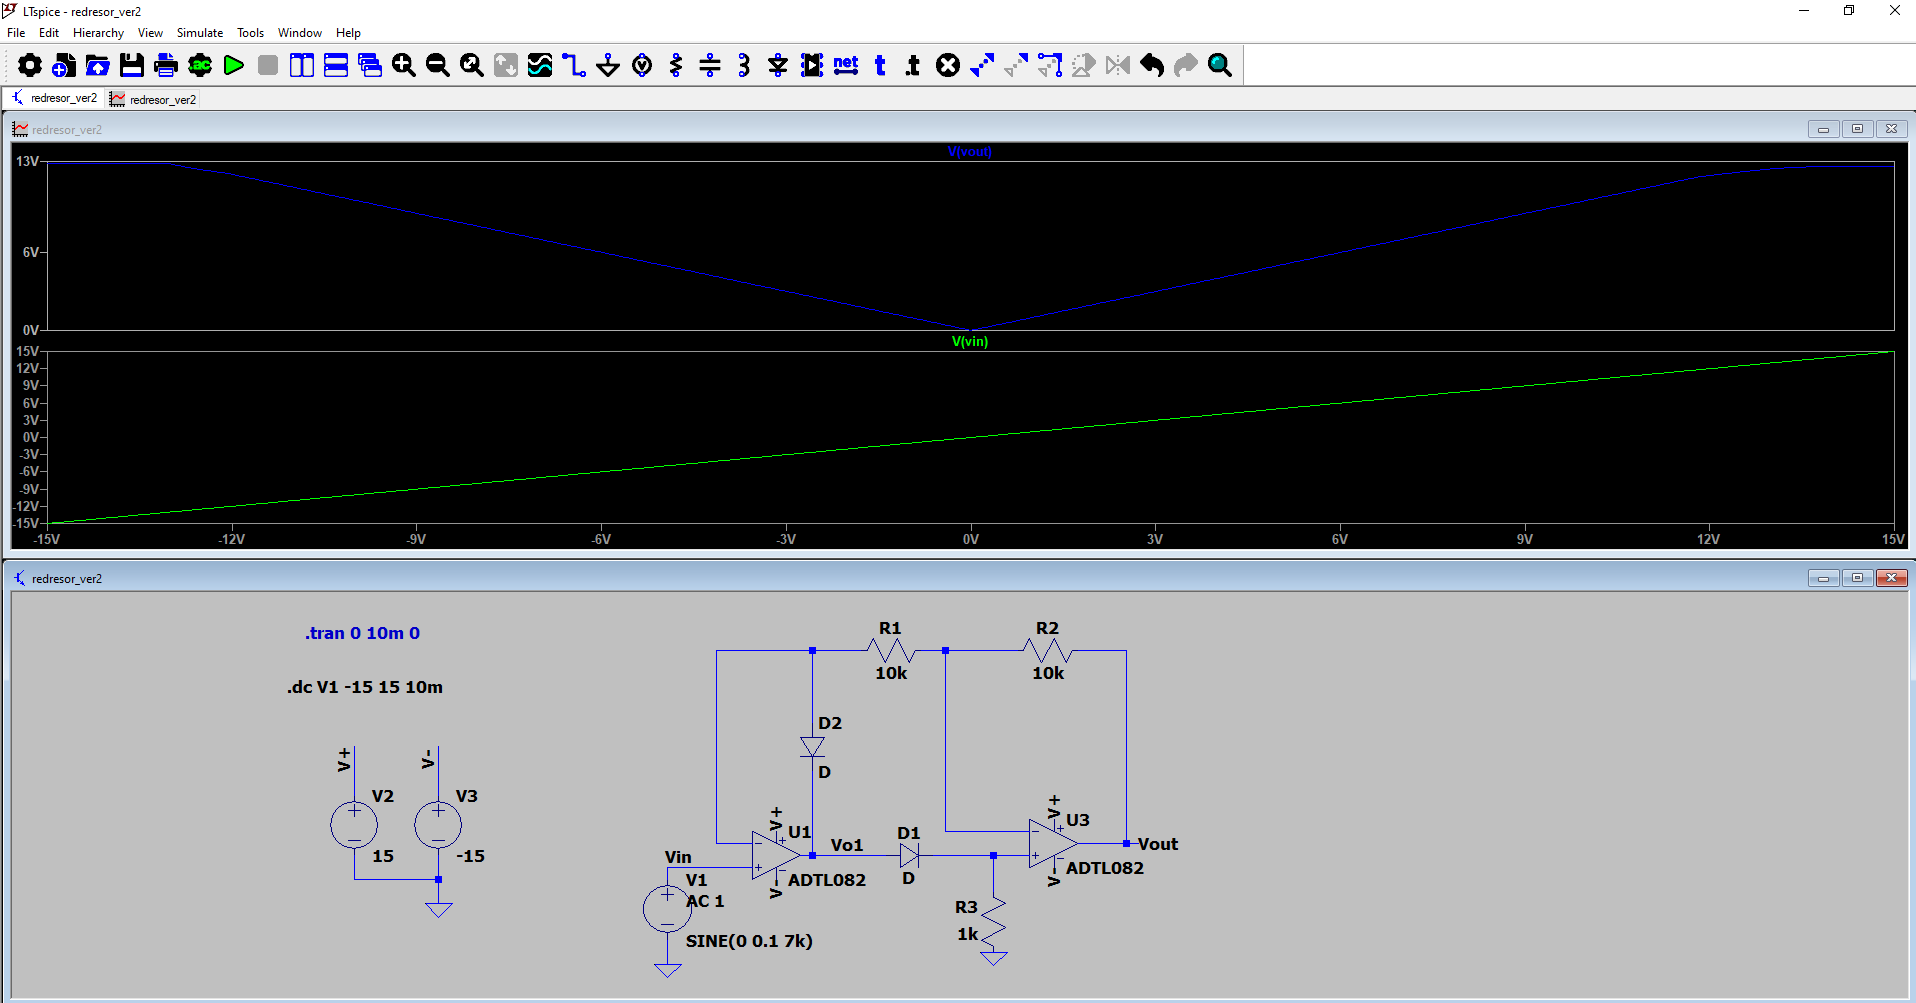 LTspice - redresor_ver2
File Edit Hierarchy View Simulate Tools Window Help
.ac net t .t
redresor_ver2 redresor_ver2
redresor_ver2
V(vout)
13V
6V
0V
V(vin)
15V
12V
9V
6V
3V
0V
-3V
-6V
-9V
-12V
-15V
-15V -12V -9V -6V -3V 0V 3V 6V 9V 12V 15V
redresor_ver2
.tran 0 10m 0
.dc V1 -15 15 10m
V+ V-
V2 V3
15 -15
R1 R2
10k 10k
D2
D
V+ V+
U1 U3
Vo1 D1
Vout
Vin
ADTL082 D ADTL082
V- V-
V1
AC 1
SINE(0 0.1 7k)
R3
1k